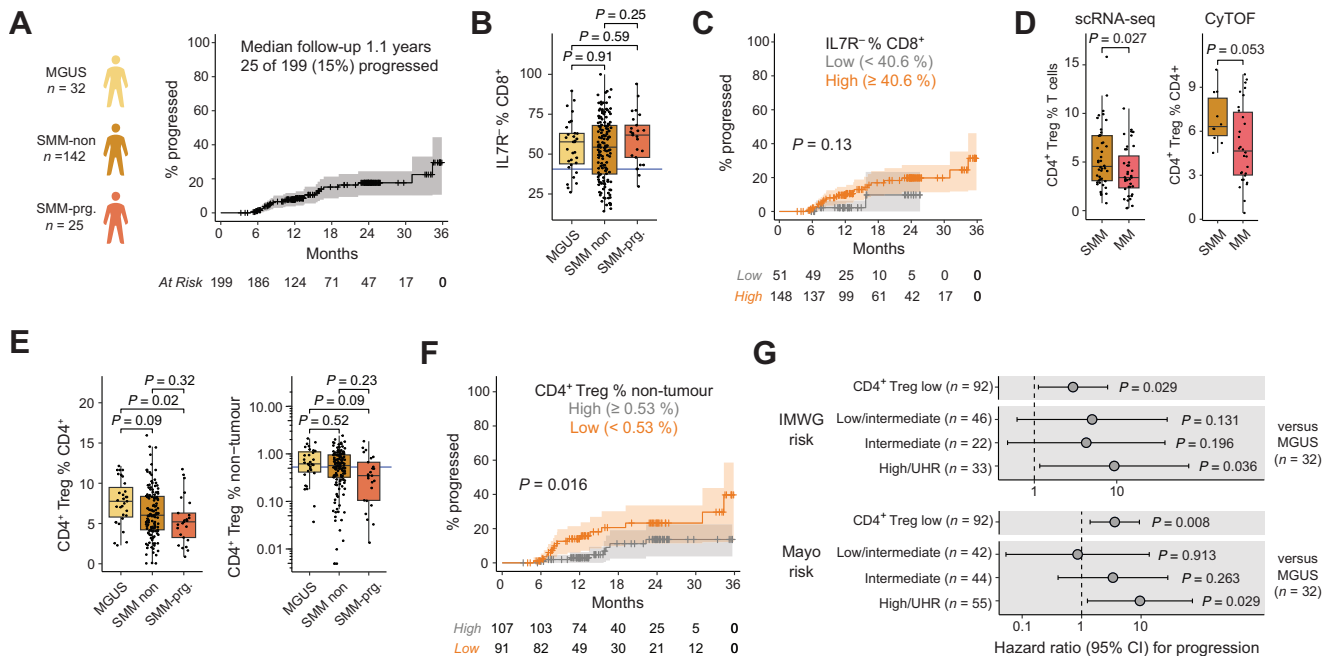 A
MGUS
n = 32
SMM-non
n =142
SMM-prg.
n = 25
Median follow-up 1.1 years
25 of 199 (15%) progressed
% progressed
100
80
60
40
20
0
0 6 12 18 24 30 36
Months
At Risk 199 186 124 71 47 17 0
B
P = 0.25
P = 0.59
P = 0.91
IL7R⁻ % CD8⁺
100
75
50
25
MGUS
SMM non
SMM-prg.
C
IL7R⁻ % CD8⁺
Low (< 40.6 %)
High (≥ 40.6 %)
P = 0.13
% progressed
100
80
60
40
20
0
0 6 12 18 24 30 36
Months
Low 51 49 25 10 5 0 0
High 148 137 99 61 42 17 0
D
scRNA-seq
P = 0.027
CD4⁺ Treg % T cells
15
10
5
0
SMM
MM
CyTOF
P = 0.053
CD4⁺ Treg % CD4+
9
6
3
0
SMM
MM
E
P = 0.32
P = 0.02
P = 0.09
CD4⁺ Treg % CD4⁺
20
15
10
5
0
MGUS
SMM non
SMM-prg.
P = 0.23
P = 0.09
P = 0.52
CD4⁺ Treg % non−tumour
10.00
1.00
0.10
0.01
MGUS
SMM non
SMM-prg.
F
CD4⁺ Treg % non-tumour
High (≥ 0.53 %)
Low (< 0.53 %)
P = 0.016
% progressed
100
80
60
40
20
0
0 6 12 18 24 30 36
Months
High 107 103 74 40 25 5 0
Low 91 82 49 30 21 12 0
G
IMWG
risk
CD4⁺ Treg low (n = 92)
P = 0.029
Low/intermediate (n = 46)
P = 0.131
Intermediate (n = 22)
P = 0.196
High/UHR (n = 33)
P = 0.036
versus
MGUS
(n = 32)
1 10
Mayo
risk
CD4⁺ Treg low (n = 92)
P = 0.008
Low/intermediate (n = 42)
P = 0.913
Intermediate (n = 44)
P = 0.263
High/UHR (n = 55)
P = 0.029
versus
MGUS
(n = 32)
0.1 1 10
Hazard ratio (95% CI) for progression